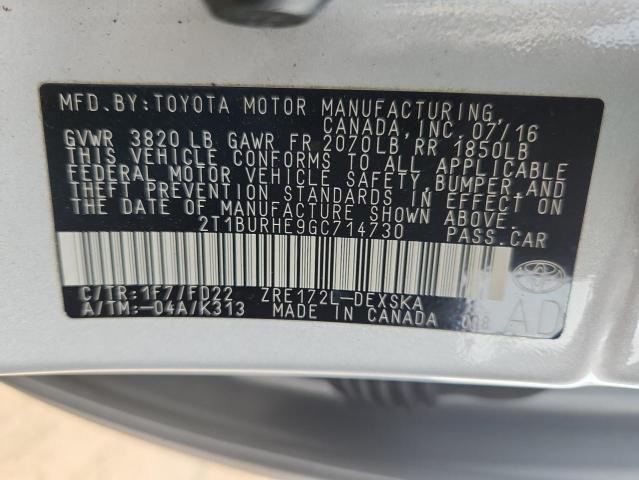 MFD.BY:TOYOTA MOTOR MANUFACTURING,
CANADA,INC.07/16
GVWR 3820 LB GAWR FR 2070LB RR 1850LB
THIS VEHICLE CONFORMS TO ALL APPLICABLE
FEDERAL MOTOR VEHICLE SAFETY,BUMPER,AND
THEFT PREVENTION STANDARDS IN EFFECT ON
THE DATE OF MANUFACTURE SHOWN ABOVE.
2T1BURHE9GC714730 PASS.CAR
C/TR:1F7/FD22 ZRE172L-DEXSKA
A/TM:-04A/K313 MADE IN CANADA
AD